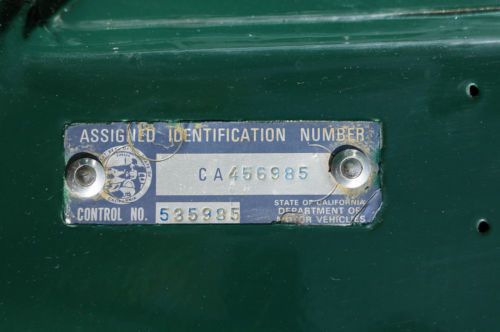 ASSIGNED IDENTIFICATION NUMBER
CA456985
CONTROL NO. 535985
STATE OF CALIFORNIA
DEPARTMENT OF
MOTOR VEHICLES